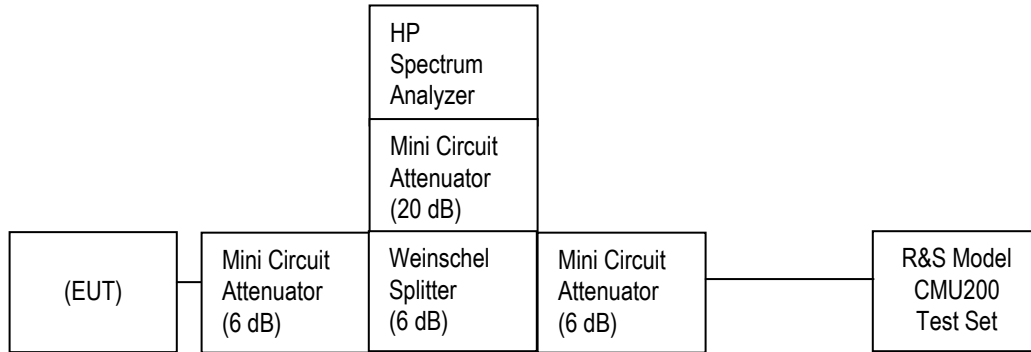 HP
Spectrum
Analyzer
Mini Circuit
Attenuator
(20 dB)
(EUT)
Mini Circuit
Attenuator
(6 dB)
Weinschel
Splitter
(6 dB)
Mini Circuit
Attenuator
(6 dB)
R&S Model
CMU200
Test Set